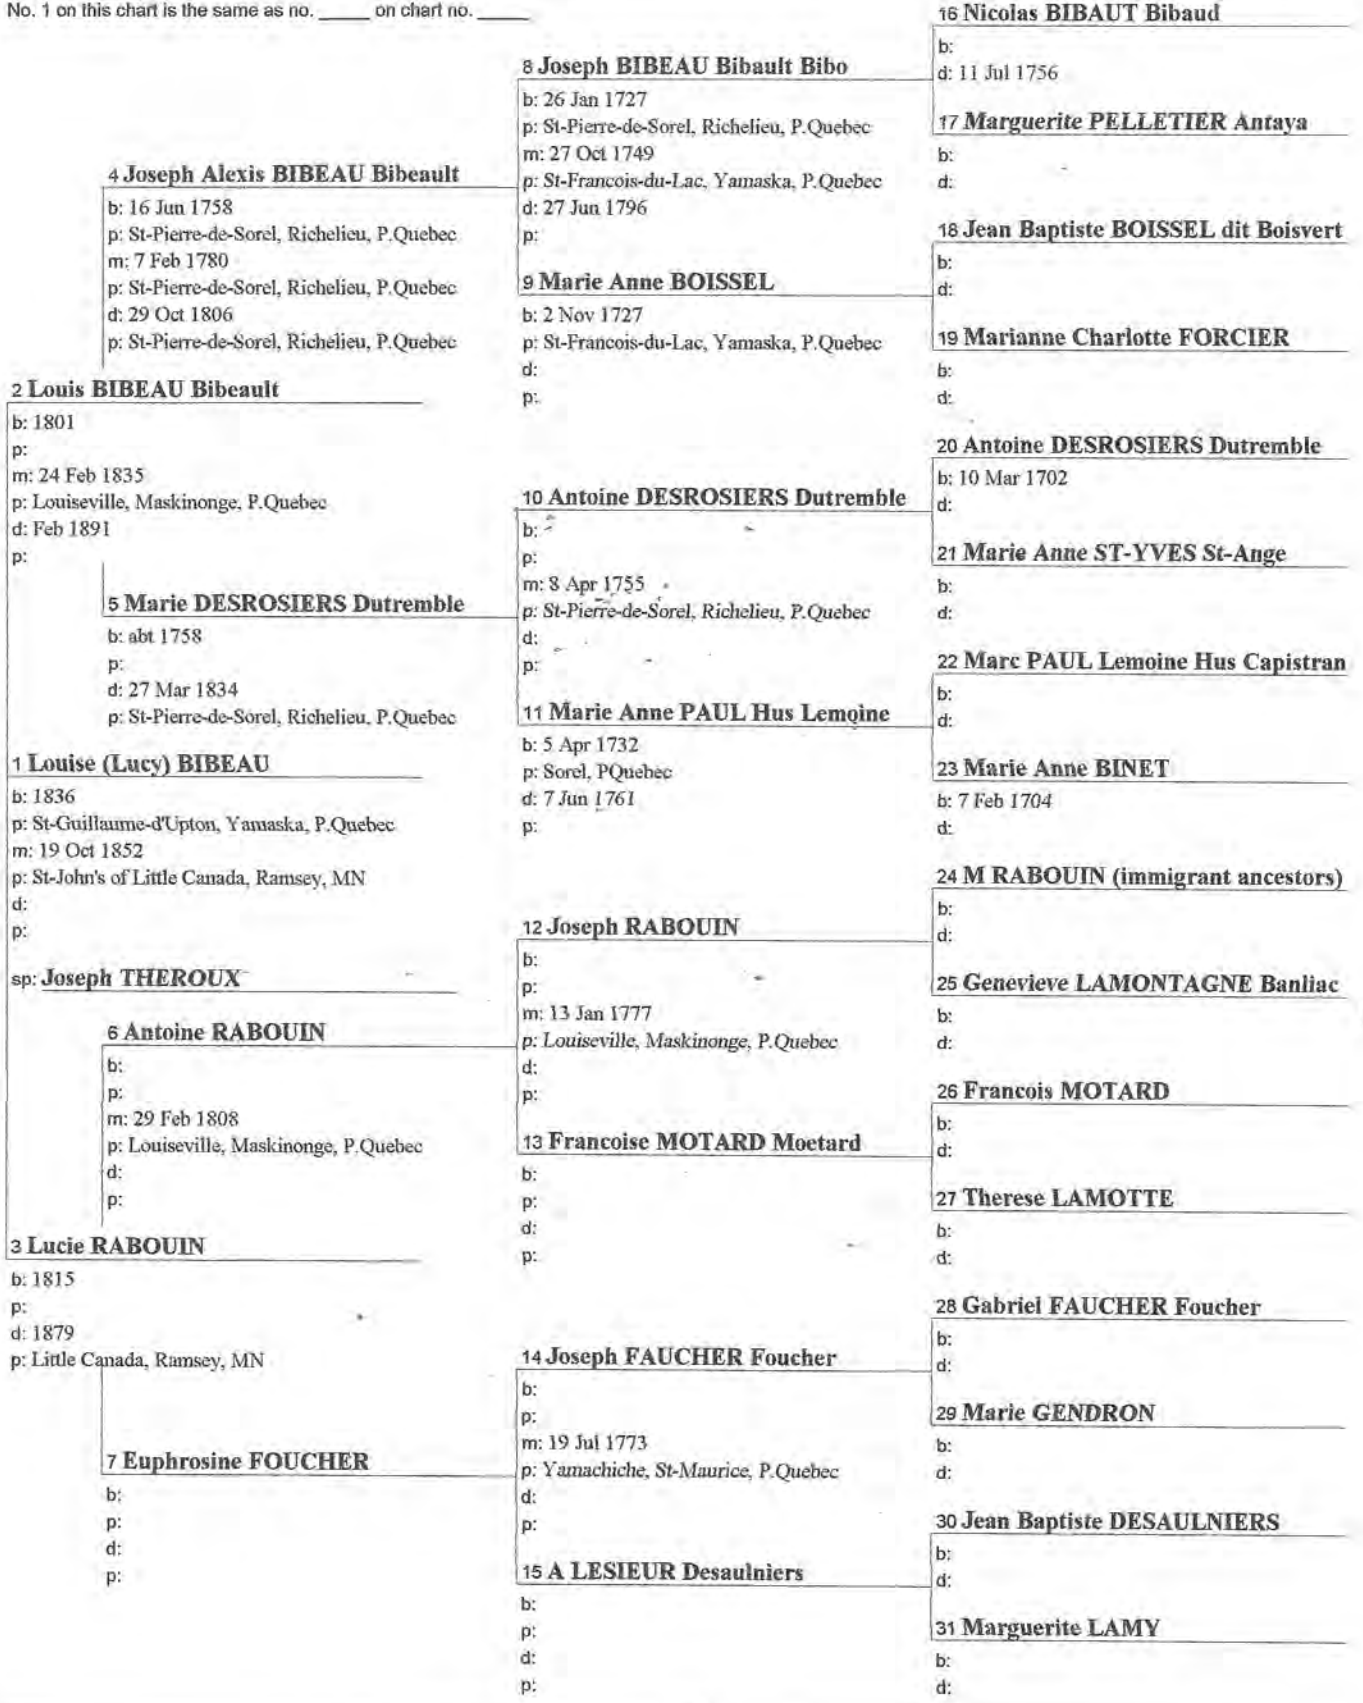 No. 1 on this chart is the same as no. _____ on chart no. _____
16 Nicolas BIBAUT Bibaud
b:
d: 11 Jul 1756
8 Joseph BIBEAU Bibault Bibo
b: 26 Jan 1727
p: St-Pierre-de-Sorel, Richelieu, P.Quebec
m: 27 Oct 1749
p: St-Francois-du-Lac, Yamaska, P.Quebec
d: 27 Jun 1796
p:
17 Marguerite PELLETIER Antaya
b:
d:
4 Joseph Alexis BIBEAU Bibeault
b: 16 Jun 1758
p: St-Pierre-de-Sorel, Richelieu, P.Quebec
m: 7 Feb 1780
p: St-Pierre-de-Sorel, Richelieu, P.Quebec
d: 29 Oct 1806
p: St-Pierre-de-Sorel, Richelieu, P.Quebec
18 Jean Baptiste BOISSEL dit Boisvert
b:
d:
9 Marie Anne BOISSEL
b: 2 Nov 1727
p: St-Francois-du-Lac, Yamaska, P.Quebec
d:
p:
19 Marianne Charlotte FORCIER
b:
d:
2 Louis BIBEAU Bibeault
b: 1801
p:
m: 24 Feb 1835
p: Louiseville, Maskinonge, P.Quebec
d: Feb 1891
p:
20 Antoine DESROSIERS Dutremble
b: 10 Mar 1702
d:
10 Antoine DESROSIERS Dutremble
b:
p:
m: 8 Apr 1755
p: St-Pierre-de-Sorel, Richelieu, P.Quebec
d:
p:
21 Marie Anne ST-YVES St-Ange
b:
d:
5 Marie DESROSIERS Dutremble
b: abt 1758
p:
d: 27 Mar 1834
p: St-Pierre-de-Sorel, Richelieu, P.Quebec
22 Marc PAUL Lemoine Hus Capistran
b:
d:
11 Marie Anne PAUL Hus Lemoine
b: 5 Apr 1732
p: Sorel, PQuebec
d: 7 Jun 1761
p:
23 Marie Anne BINET
b: 7 Feb 1704
d:
1 Louise (Lucy) BIBEAU
b: 1836
p: St-Guillaume-d'Upton, Yamaska, P.Quebec
m: 19 Oct 1852
p: St-John's of Little Canada, Ramsey, MN
d:
p:
sp: Joseph THEROUX
24 M RABOUIN (immigrant ancestors)
b:
d:
12 Joseph RABOUIN
b:
p:
m: 13 Jan 1777
p: Louiseville, Maskinonge, P.Quebec
d:
p:
25 Genevieve LAMONTAGNE Banliac
b:
d:
6 Antoine RABOUIN
b:
p:
m: 29 Feb 1808
p: Louiseville, Maskinonge, P.Quebec
d:
p:
26 Francois MOTARD
b:
d:
13 Francoise MOTARD Moetard
b:
p:
d:
p:
27 Therese LAMOTTE
b:
d:
3 Lucie RABOUIN
b: 1815
p:
d: 1879
p: Little Canada, Ramsey, MN
28 Gabriel FAUCHER Foucher
b:
d:
14 Joseph FAUCHER Foucher
b:
p:
m: 19 Jul 1773
p: Yamachiche, St-Maurice, P.Quebec
d:
p:
29 Marie GENDRON
b:
d:
7 Euphrosine FOUCHER
b:
p:
d:
p:
30 Jean Baptiste DESAULNIERS
b:
d:
15 A LESIEUR Desaulniers
b:
p:
d:
p:
31 Marguerite LAMY
b:
d: